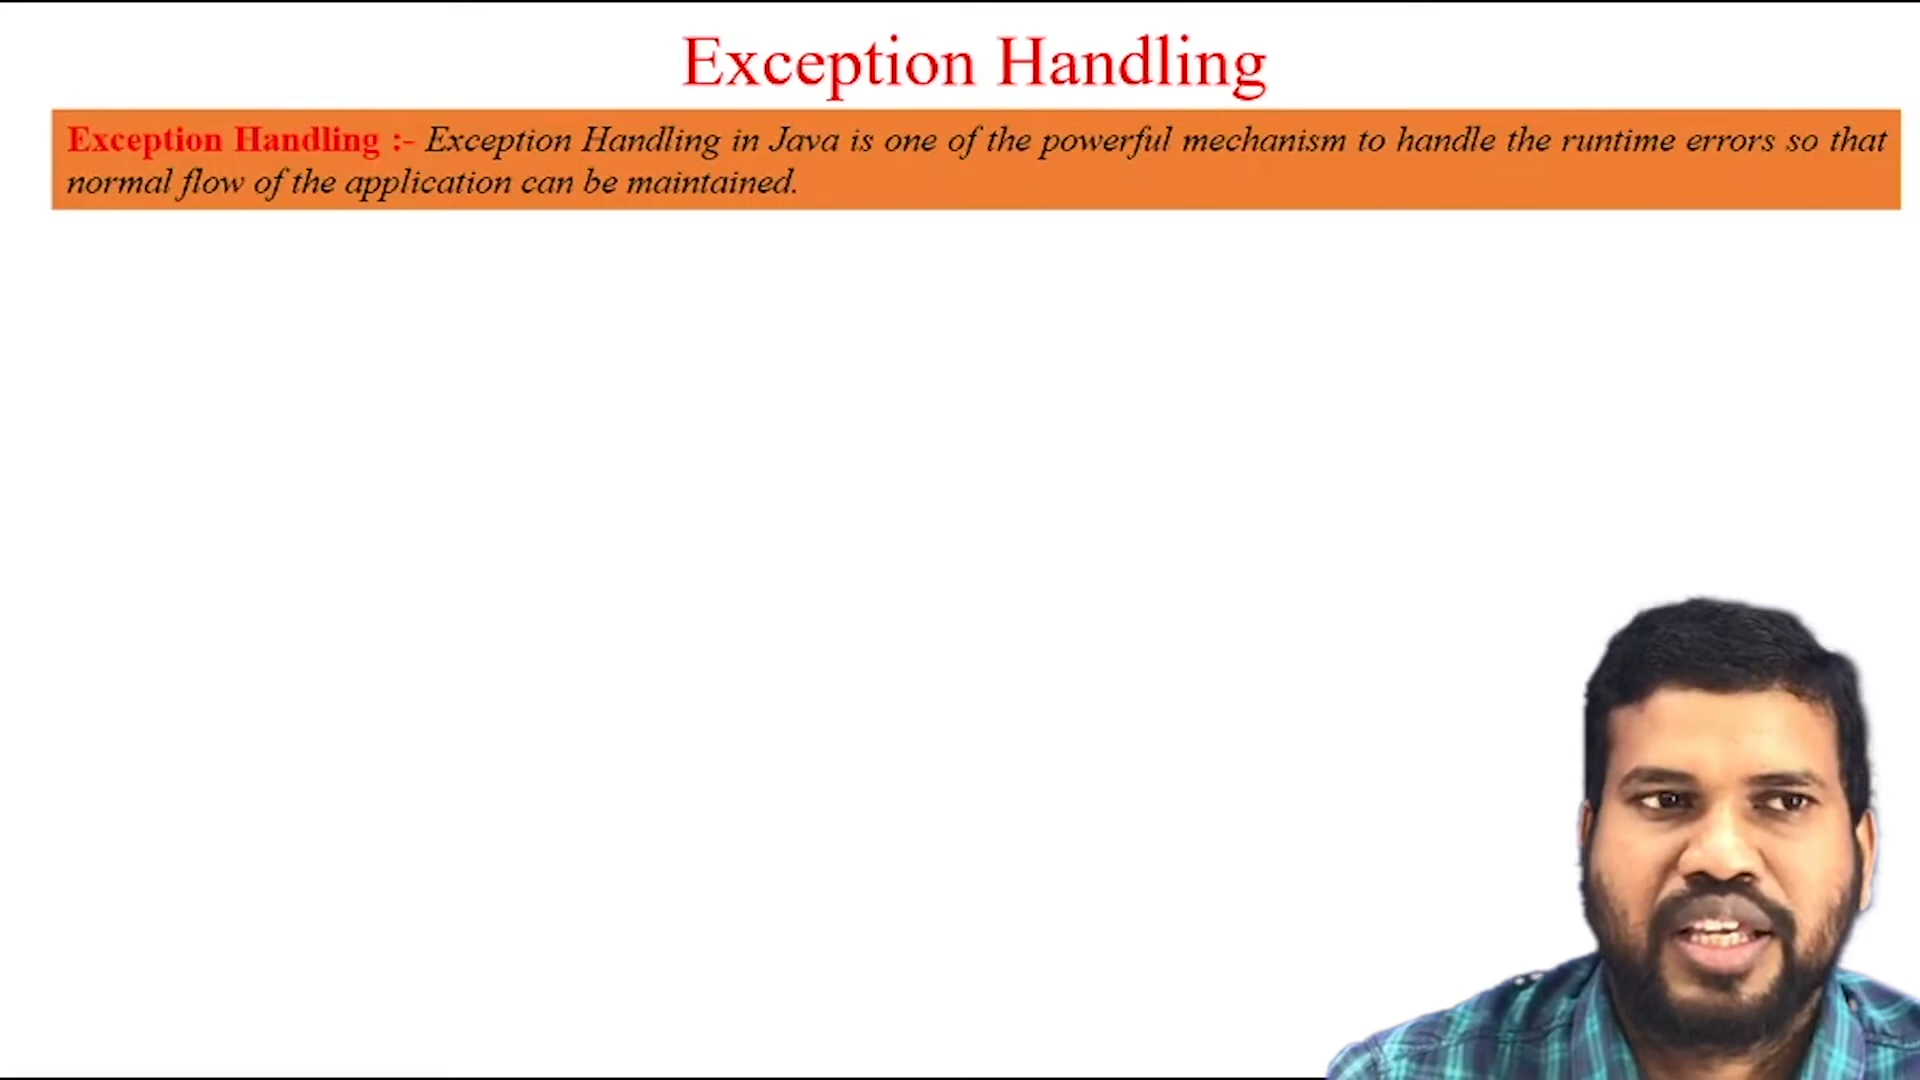 Exception Handling
Exception Handling :- Exception Handling in Java is one of the powerful mechanism to handle the runtime errors so that
normal flow of the application can be maintained.